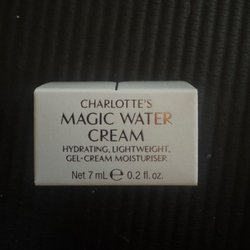 CHARLOTTE'S
MAGIC WATER
CREAM
HYDRATING, LIGHTWEIGHT,
GEL-CREAM MOISTURISER
Net 7 mL ℮ 0.2 fl. oz.